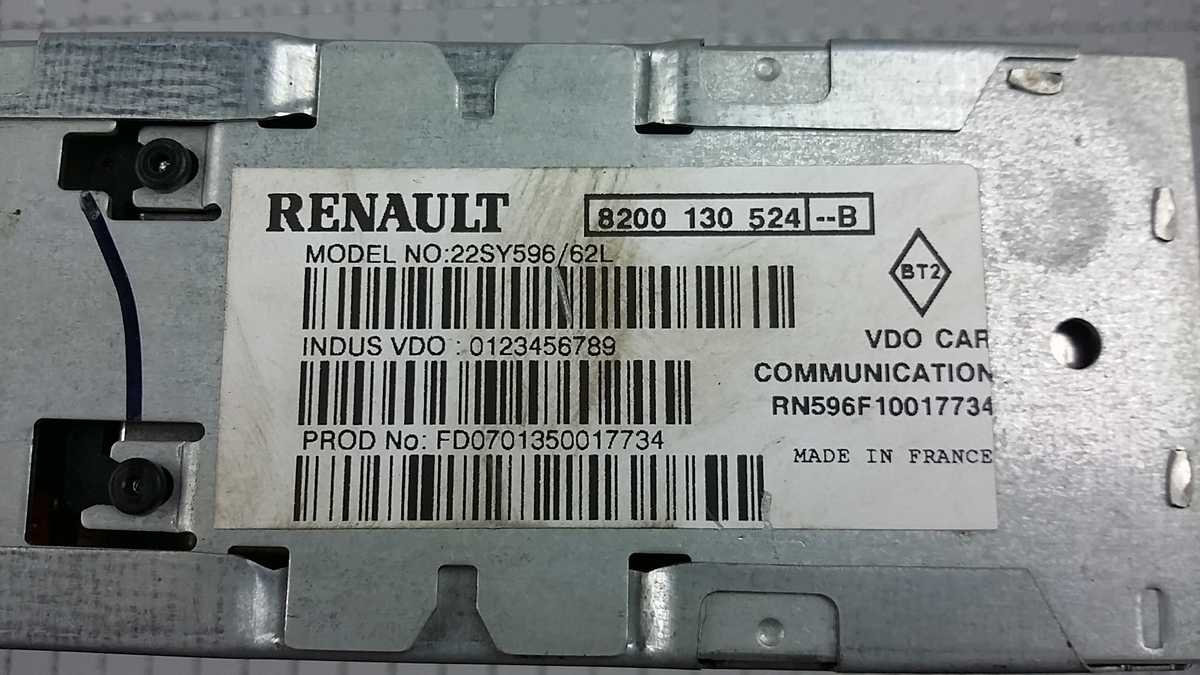 RENAULT 8200 130 524 --B
MODEL NO:22SY596/62L
BT2
INDUS VDO : 0123456789
VDO CAR
COMMUNICATION
RN596F10017734
PROD No: FD0701350017734
MADE IN FRANCE